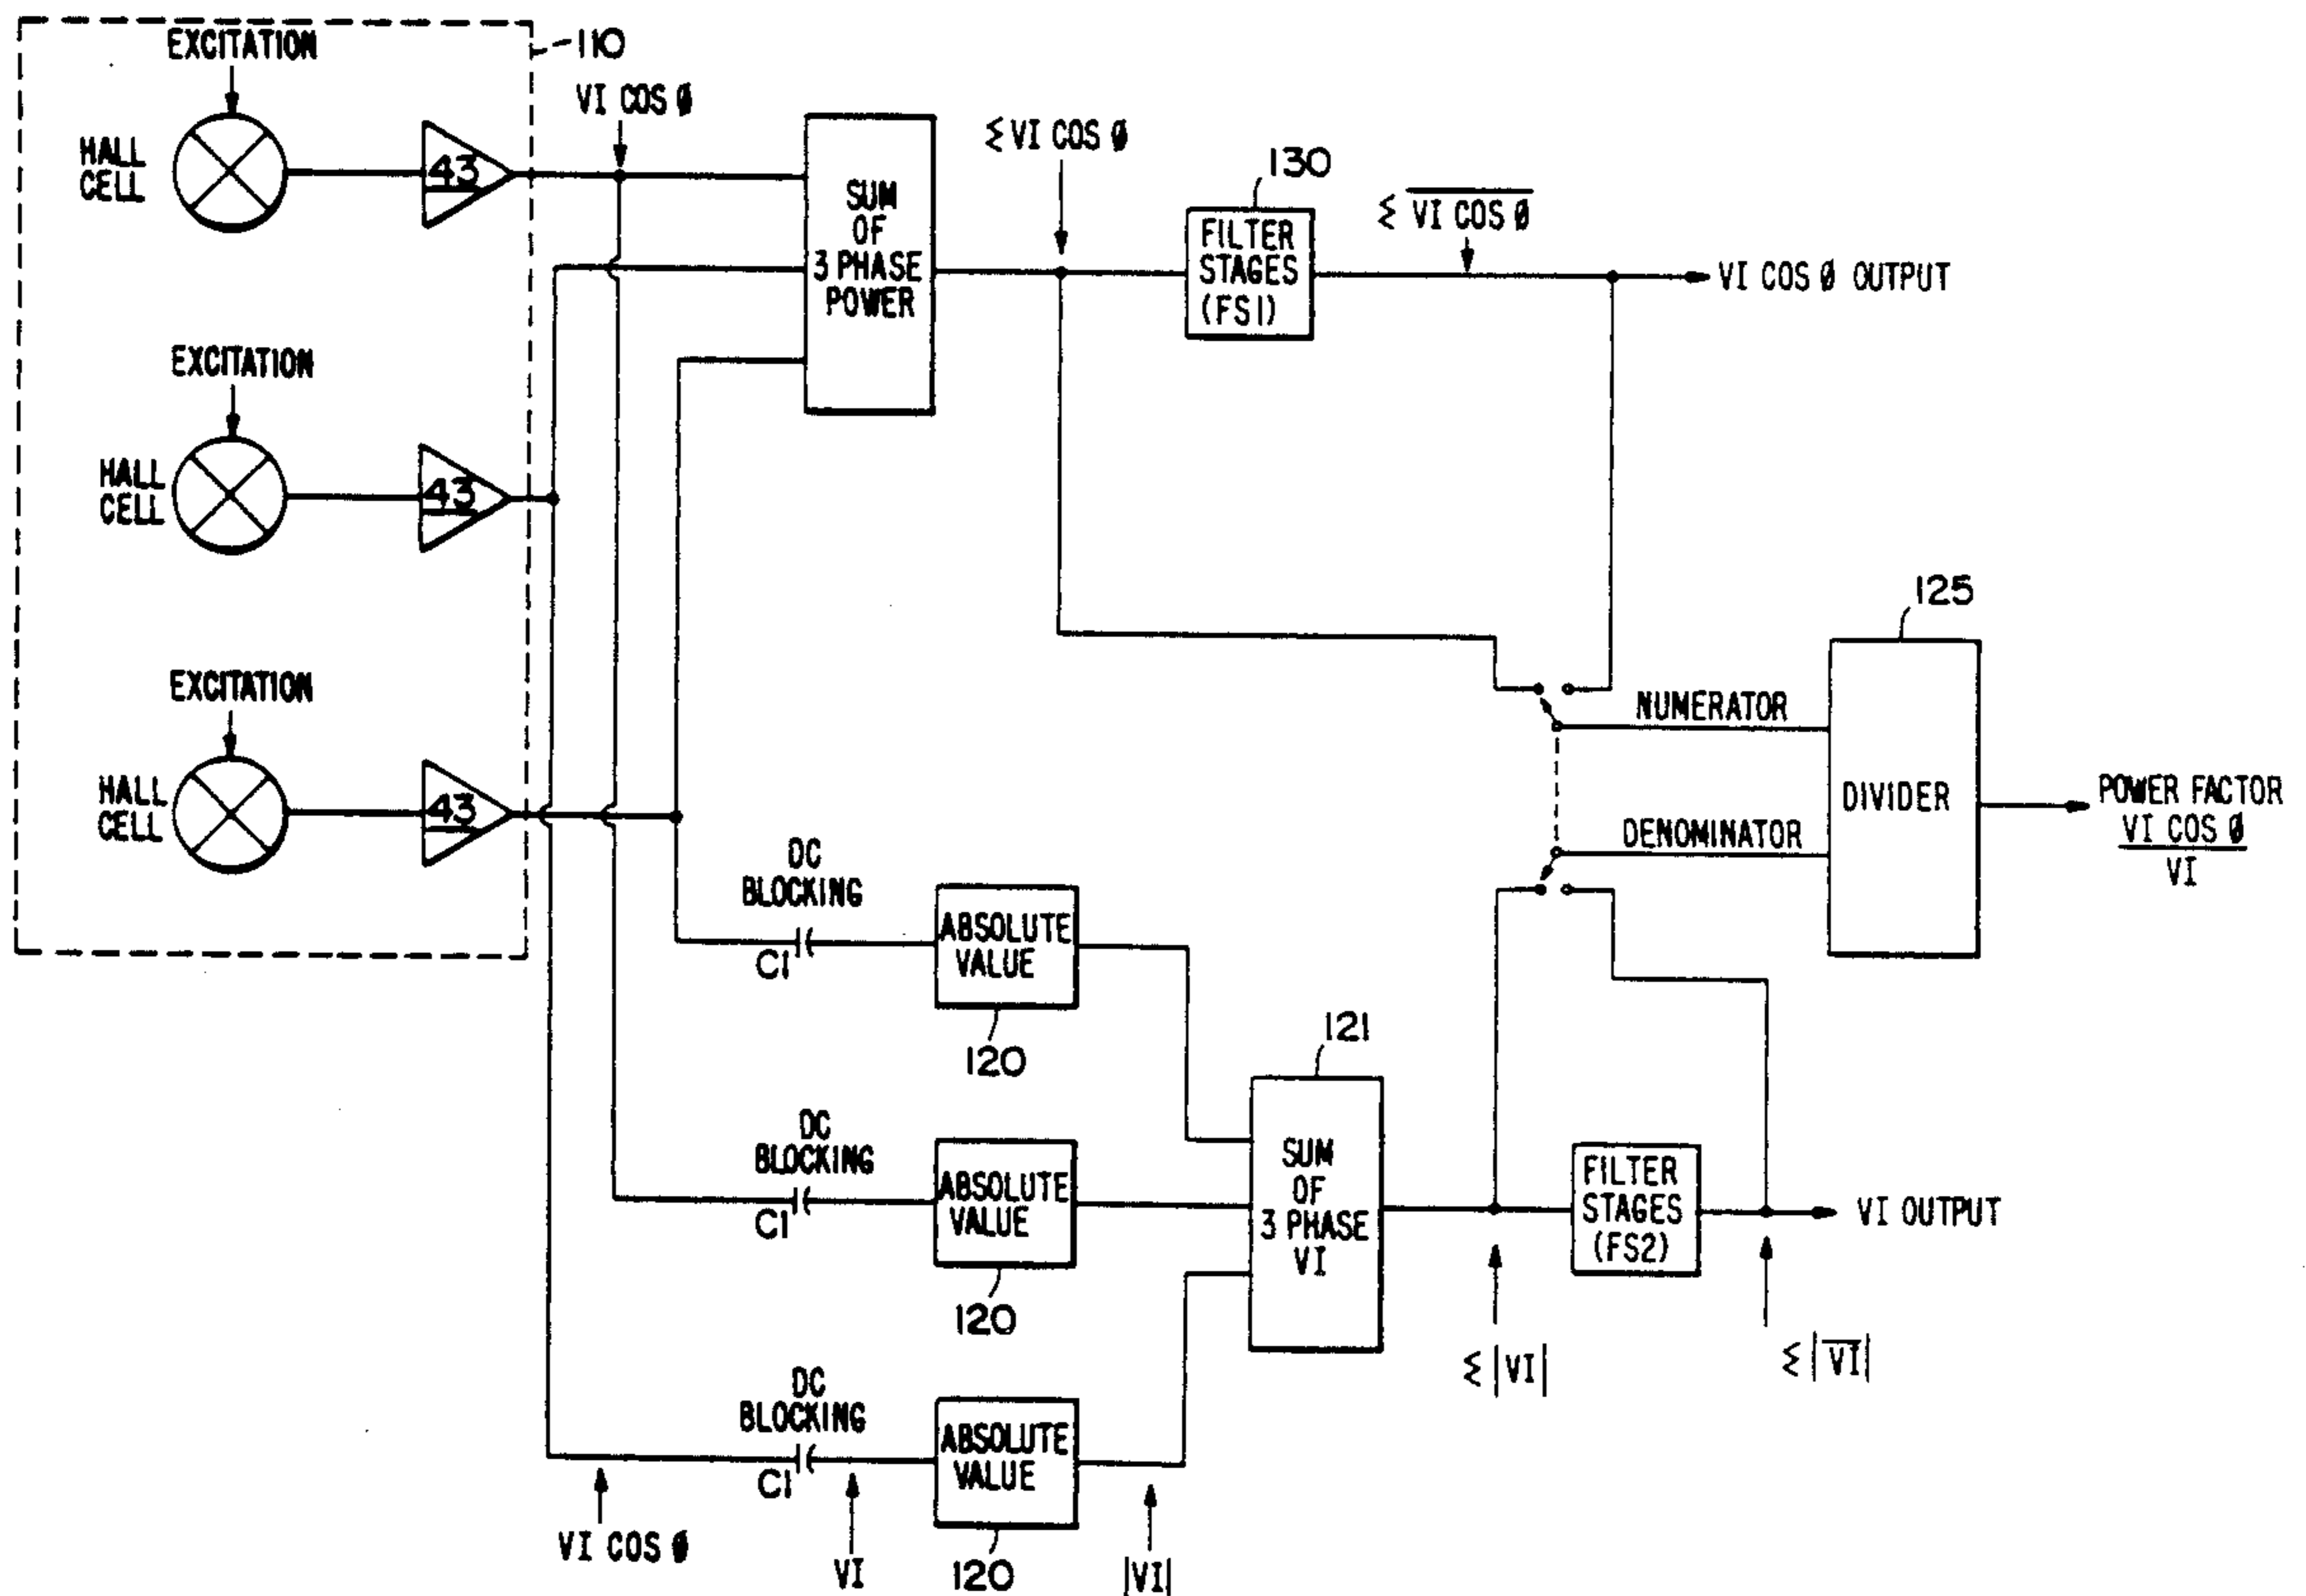 EXCITATION
110
VI COS ∅
HALL
CELL
43
SUM
OF
3 PHASE
POWER
Σ VI COS ∅
130
FILTER
STAGES
(FS1)
Σ VI COS ∅
VI COS ∅ OUTPUT
EXCITATION
HALL
CELL
43
EXCITATION
HALL
CELL
43
125
NUMERATOR
DENOMINATOR
DIVIDER
POWER FACTOR
VI COS ∅
VI
DC
BLOCKING
C1
ABSOLUTE
VALUE
120
DC
BLOCKING
C1
ABSOLUTE
VALUE
120
121
SUM
OF
3 PHASE
VI
FILTER
STAGES
(FS2)
VI OUTPUT
Σ |VI|
Σ |VI|
DC
BLOCKING
C1
ABSOLUTE
VALUE
120
VI COS ∅
VI
|VI|